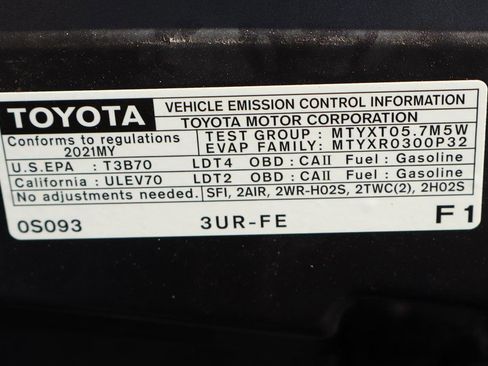 TOYOTA VEHICLE EMISSION CONTROL INFORMATION
TOYOTA MOTOR CORPORATION
Conforms to regulations TEST GROUP : MTYXT05.7M5W
2021MY EVAP FAMILY: MTYXR0300P32
U.S.EPA : T3B70 LDT4 OBD : CAII Fuel : Gasoline
California : ULEV70 LDT2 OBD : CAII Fuel : Gasoline
No adjustments needed. SFI, 2AIR, 2WR-HO2S, 2TWC(2), 2HO2S
0S093 3UR-FE F1